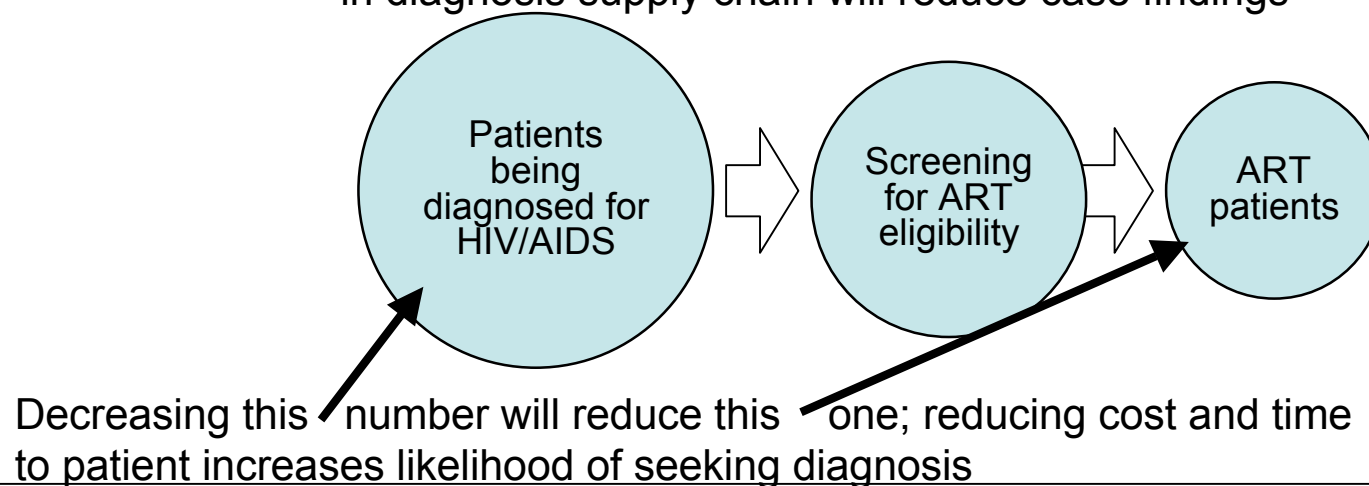 in diagnosis supply chain will reduce case findings
Patients
being
diagnosed for
HIV/AIDS
Screening
for ART
eligibility
ART
patients
Decreasing this number will reduce this one; reducing cost and time
to patient increases likelihood of seeking diagnosis